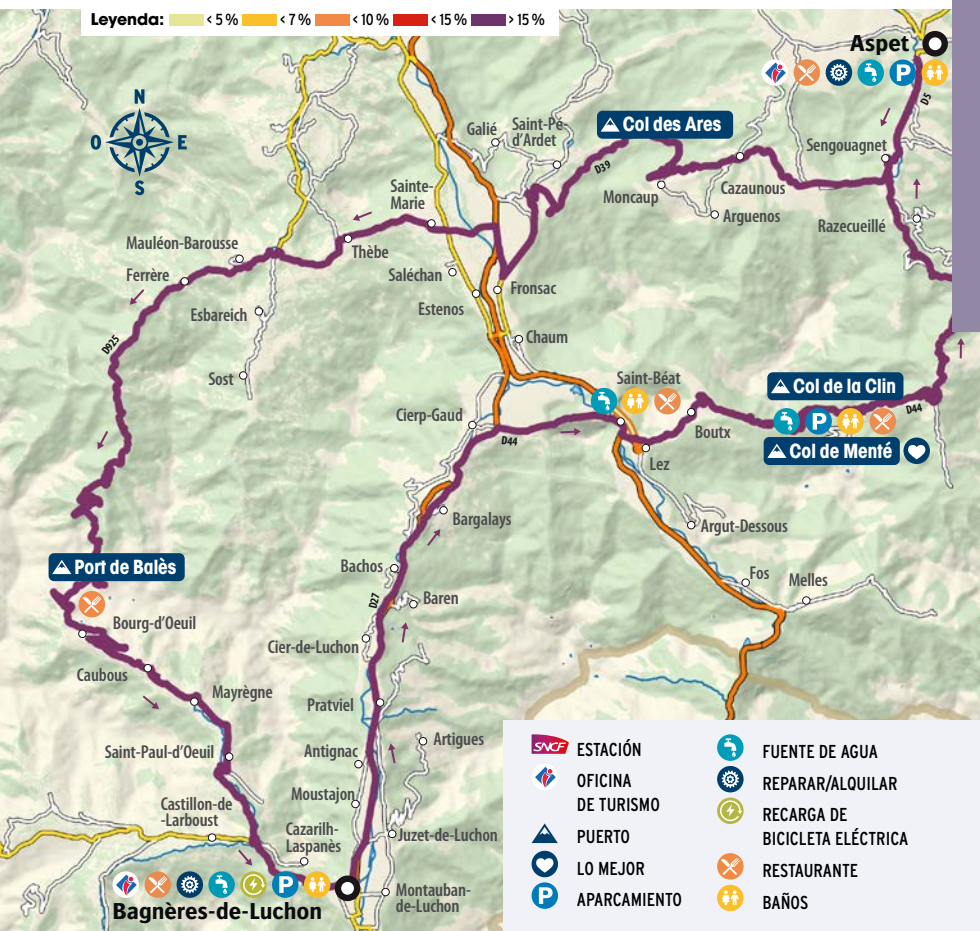 Leyenda: < 5 % < 7 % < 10 % < 15 % > 15 %
Aspet
P
D5
N
O E
S
Galié
Saint-Pé-
d'Ardet
Col des Ares
D39
Sengouagnet
Moncaup
Cazaunous
Arguenos
Razecueillé
Sainte-
Marie
Thèbe
Mauléon-Barousse
Ferrère
Saléchan
Estenos
Fronsac
Esbareich
D925
Chaum
Sost
Saint-Béat
Col de la Clin
P
D44
Cierp-Gaud
D44
Boutx
Col de Menté
Lez
Bargalays
Argut-Dessous
Port de Balès
Bachos
Fos
Melles
D27
Baren
Bourg-d'Oeuil
Cier-de-Luchon
Caubous
Mayrègne
Pratviel
Saint-Paul-d'Oeuil
Antignac
Artigues
Moustajon
Castillon-de
-Larboust
Cazarilh-
Laspanès
Juzet-de-Luchon
P
Bagnères-de-Luchon
Montauban-
de-Luchon
SNCF ESTACIÓN
OFICINA
DE TURISMO
PUERTO
LO MEJOR
P APARCAMIENTO
FUENTE DE AGUA
REPARAR/ALQUILAR
RECARGA DE
BICICLETA ELÉCTRICA
RESTAURANTE
BAÑOS